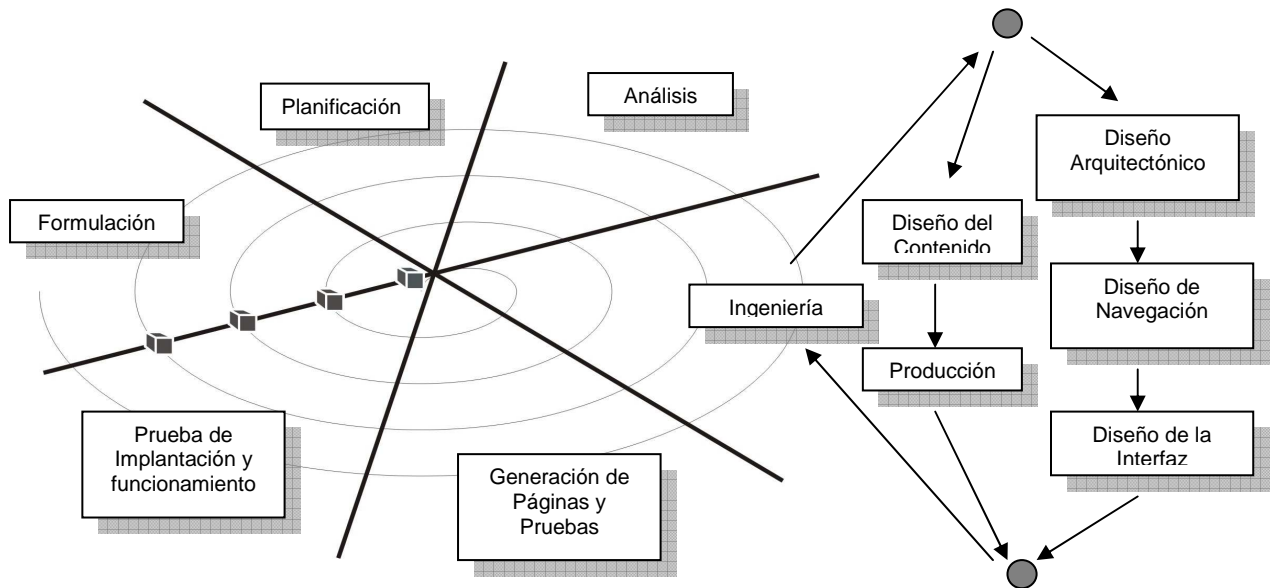 Planificación
Análisis
Formulación
Ingeniería
Prueba de
Implantación y
funcionamiento
Generación de
Páginas y
Pruebas
Diseño del
Contenido
Producción
Diseño
Arquitectónico
Diseño de
Navegación
Diseño de la
Interfaz